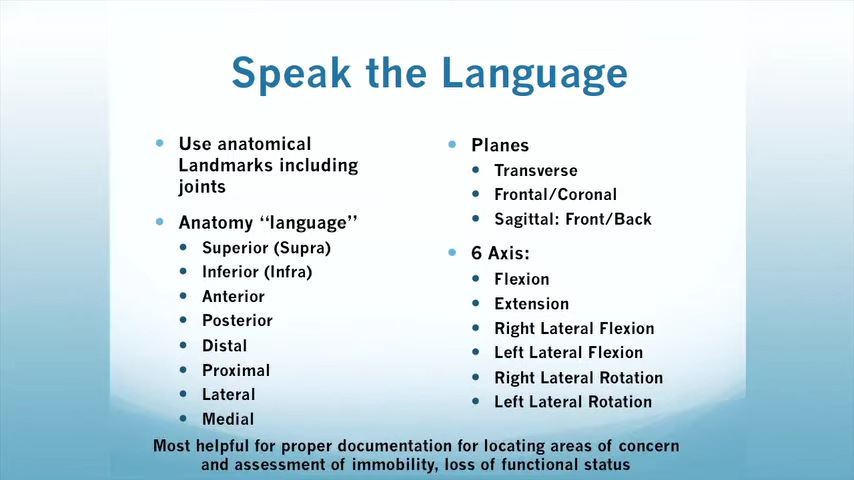 Speak the Language
Use anatomical
Landmarks including
joints
Anatomy “language”
Superior (Supra)
Inferior (Infra)
Anterior
Posterior
Distal
Proximal
Lateral
Medial
Planes
Transverse
Frontal/Coronal
Sagittal: Front/Back
6 Axis:
Flexion
Extension
Right Lateral Flexion
Left Lateral Flexion
Right Lateral Rotation
Left Lateral Rotation
Most helpful for proper documentation for locating areas of concern
and assessment of immobility, loss of functional status